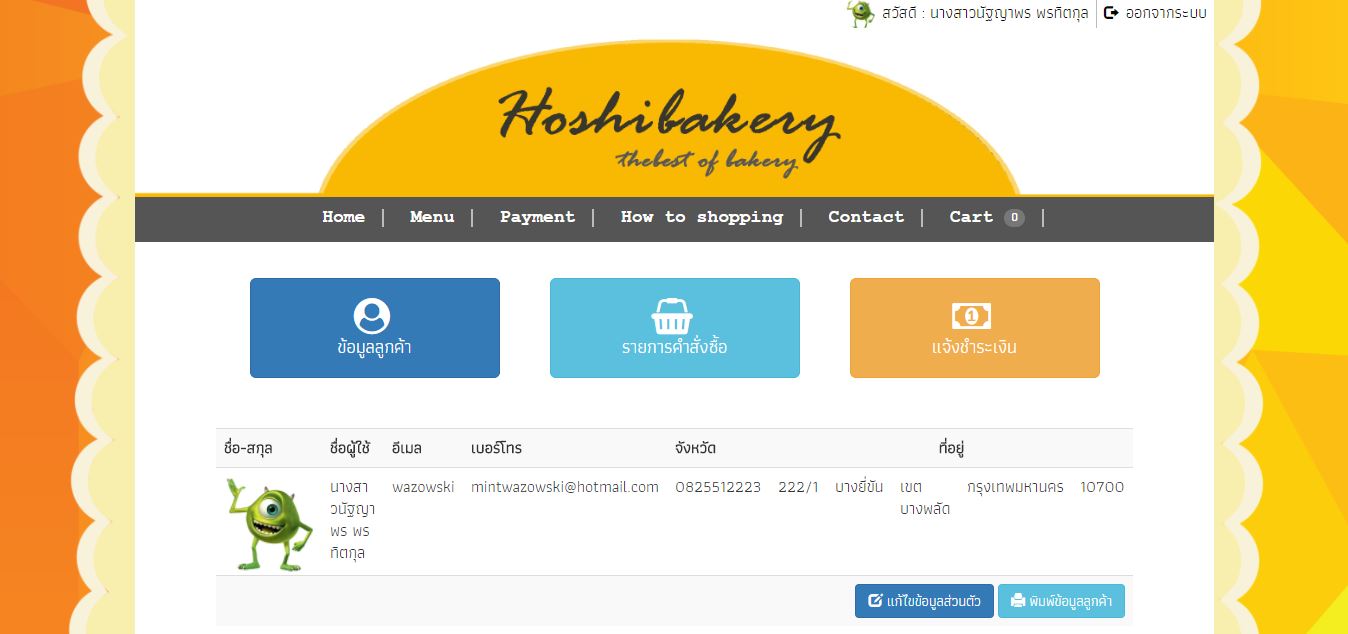 สวัสดี : นางสาวนัฐญาพร พรทิตกุล ออกจากระบบ
Hoshibakery
thebest of bakery
Home | Menu | Payment | How to shopping | Contact | Cart 0 |
ข้อมูลลูกค้า รายการคำสั่งซื้อ แจ้งชำระเงิน
ชื่อ-สกุล ชื่อผู้ใช้ อีเมล เบอร์โทร จังหวัด ที่อยู่
นางสา wazowski mintwazowski@hotmail.com 0825512223 222/1 บางยี่ขัน เขต กรุงเทพมหานคร 10700
วนัฐญา บางพลัด
พร พร
ทิตกุล
แก้ไขข้อมูลส่วนตัว พิมพ์ข้อมูลลูกค้า